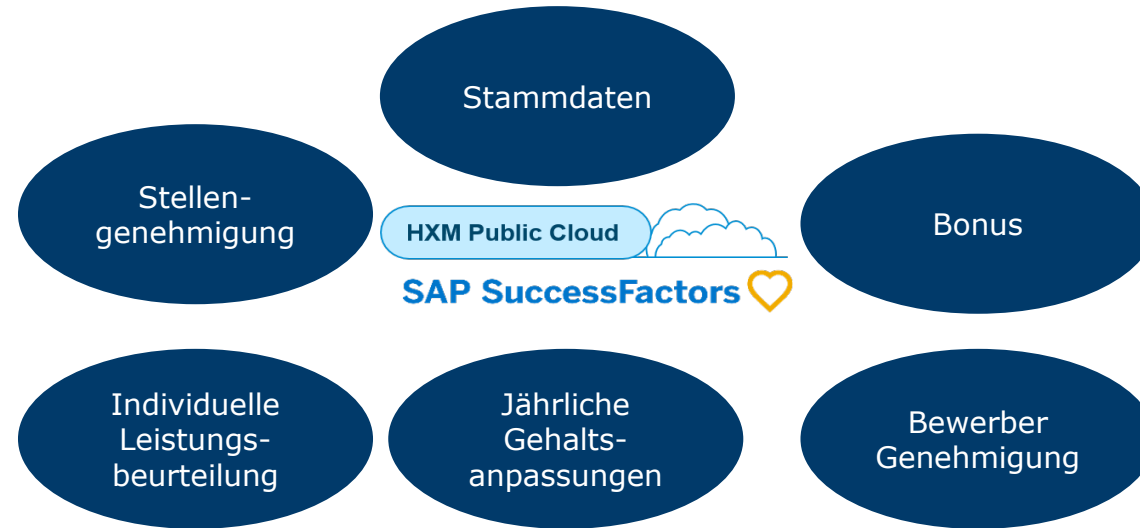 Stammdaten
Stellen-
genehmigung
HXM Public Cloud
SAP SuccessFactors
Bonus
Individuelle
Leistungs-
beurteilung
Jährliche
Gehalts-
anpassungen
Bewerber
Genehmigung